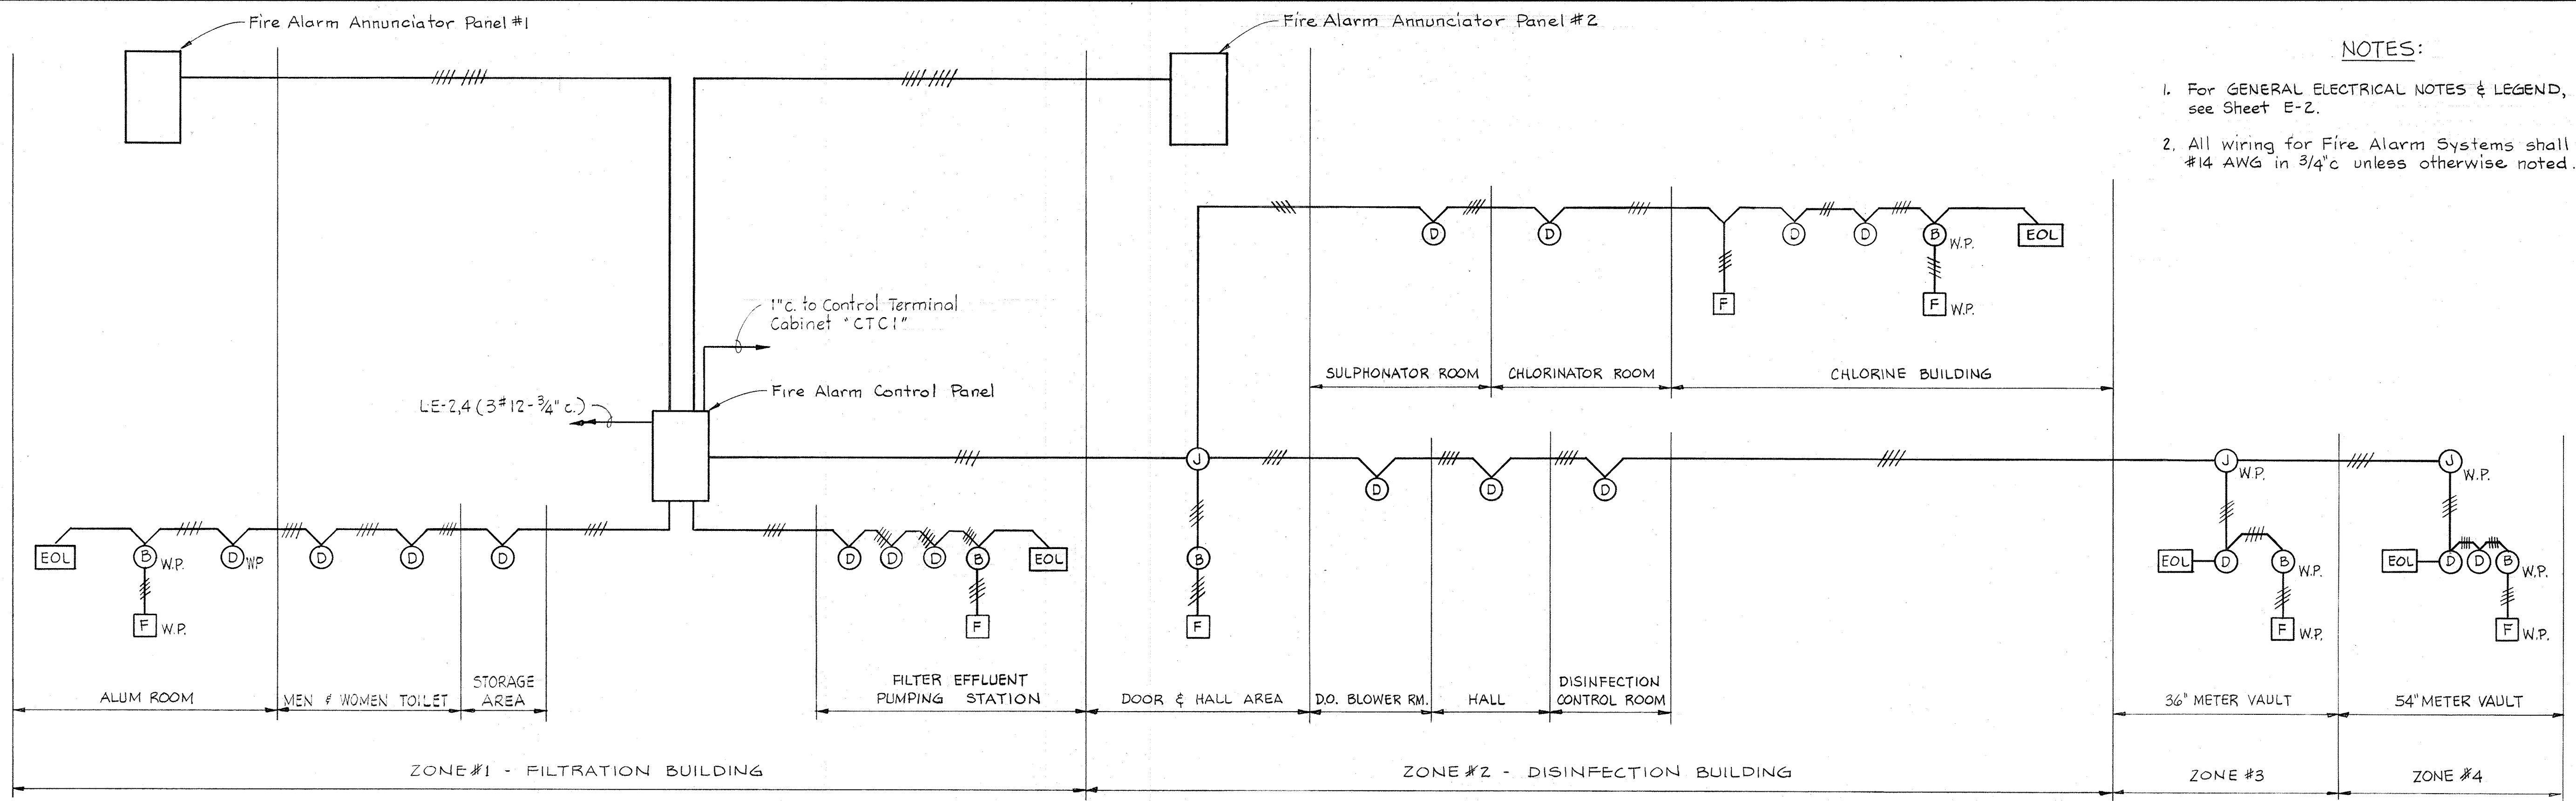 Fire Alarm Annunciator Panel #1
Fire Alarm Annunciator Panel #2
NOTES:
1. For GENERAL ELECTRICAL NOTES & LEGEND,
see Sheet E-2.
2. All wiring for Fire Alarm Systems shall
#14 AWG in 3/4"c unless otherwise noted.
D
D
F
D
D
B
W.P.
EOL
F
W.P.
1"c. to Control Terminal
Cabinet "CTC1"
SULPHONATOR ROOM
CHLORINATOR ROOM
CHLORINE BUILDING
Fire Alarm Control Panel
LE-2,4 (3#12-3/4"c.)
J
D
D
D
J
W.P.
J
W.P.
EOL
B
W.P.
D
WP
D
D
D
D
D
D
B
EOL
B
EOL
D
B
W.P.
EOL
D
D
B
W.P.
F
W.P.
F
F
F
W.P.
F
W.P.
ALUM ROOM
MEN & WOMEN TOILET
STORAGE
AREA
FILTER EFFLUENT
PUMPING STATION
DOOR & HALL AREA
D.O. BLOWER RM.
HALL
DISINFECTION
CONTROL ROOM
36" METER VAULT
54" METER VAULT
ZONE #1 - FILTRATION BUILDING
ZONE #2 - DISINFECTION BUILDING
ZONE #3
ZONE #4